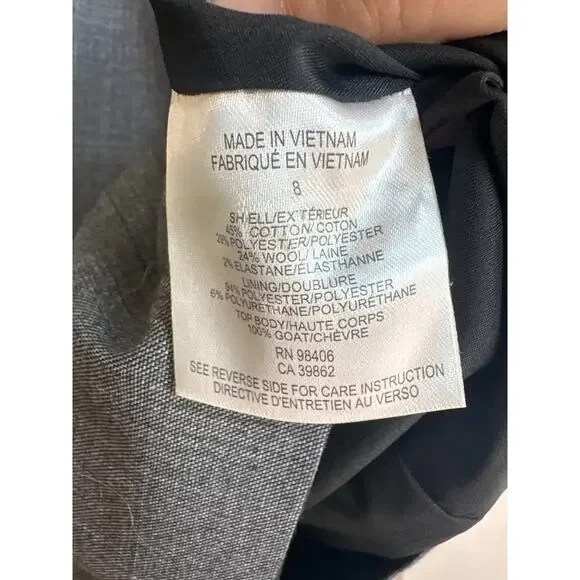 MADE IN VIETNAM
FABRIQUÉ EN VIETNAM
8
SHELL/EXTÉRIEUR
45% COTTON/COTON
29% POLYESTER/POLYESTER
24% WOOL/LAINE
2% ELASTANE/ÉLASTHANNE
LINING/DOUBLURE
94% POLYESTER/POLYESTER
6% POLYURETHANE/POLYURÉTHANE
TOP BODY/HAUTE CORPS
100% GOAT/CHÈVRE
RN 98406
CA 39862
SEE REVERSE SIDE FOR CARE INSTRUCTION
DIRECTIVE D'ENTRETIEN AU VERSO